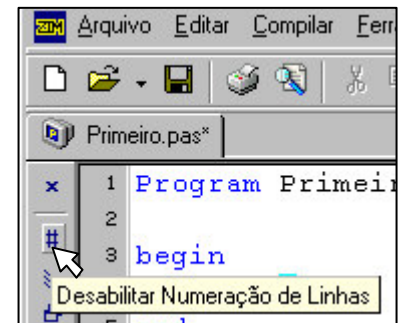 ZIM Arquivo Editar Compilar
Primeiro.pas*
1 Program
2
3 begin
Desabilitar Numeração de Linhas